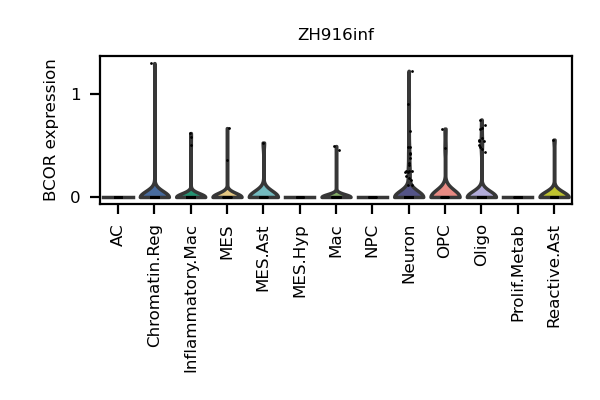 ZH916inf
BCOR expression
1
0
AC
Chromatin.Reg
Inflammatory.Mac
MES
MES.Ast
MES.Hyp
Mac
NPC
Neuron
OPC
Oligo
Prolif.Metab
Reactive.Ast